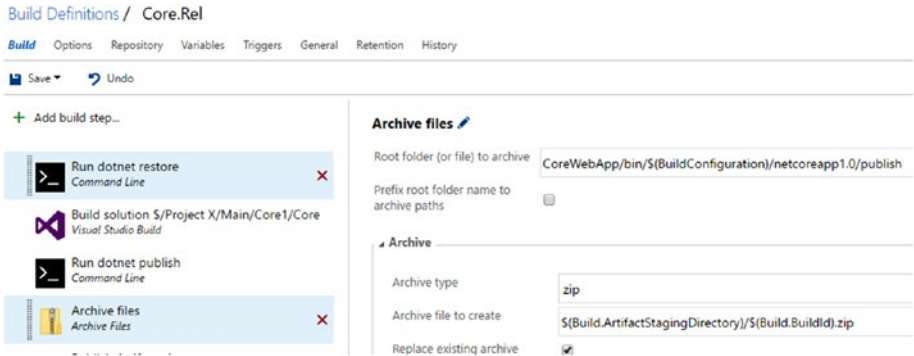 Build Definitions / Core.Rel
Build Options Repository Variables Triggers General Retention History
Save Undo
Add build step...
Run dotnet restore
Command Line
Build solution $/Project X/Main/Core1/Core
Visual Studio Build
Run dotnet publish
Command Line
Archive files
Archive Files
Archive files
Root folder (or file) to archive CoreWebApp/bin/$(BuildConfiguration)/netcoreapp1.0/publish
Prefix root folder name to
archive paths
Archive
Archive type zip
Archive file to create $(Build.ArtifactStagingDirectory)/$(Build.BuildId).zip
Replace existing archive